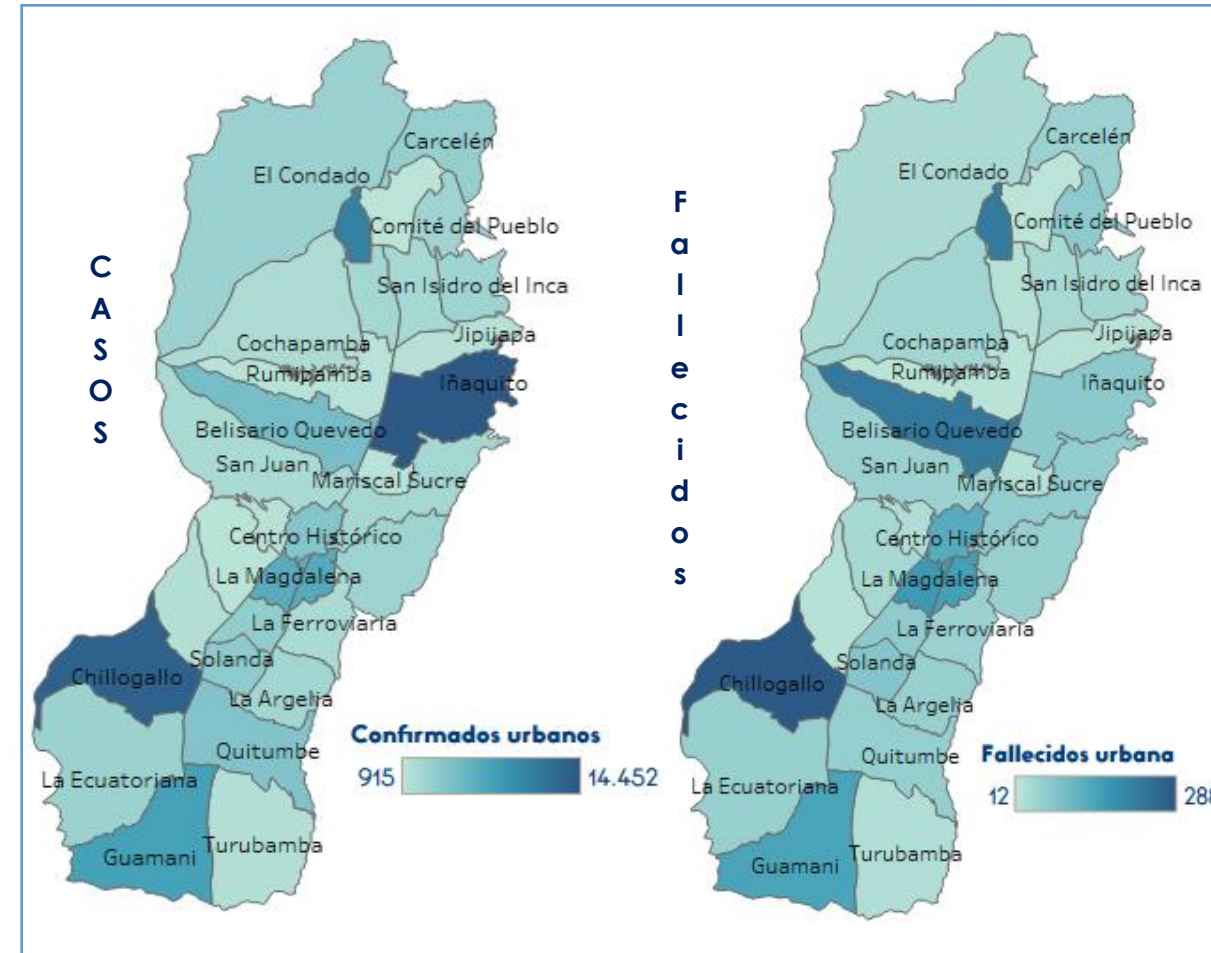 CASOS
Carcelén
El Condado
Comité del Pueblo
San Isidro del Inca
Jipijapa
Cochapamba
Rumipamba
Iñaquito
Belisario Quevedo
San Juan
Mariscal Sucre
Centro Histórico
La Magdalena
La Ferroviaria
Solanda
Chillogallo
La Argelia
Quitumbe
La Ecuatoriana
Guamani
Turubamba
Confirmados urbanos
915
14.452
Fallecidos
Carcelén
El Condado
Comité del Pueblo
San Isidro del Inca
Jipijapa
Cochapamba
Rumipamba
Iñaquito
Belisario Quevedo
San Juan
Mariscal Sucre
Centro Histórico
La Magdalena
La Ferroviaria
Solanda
Chillogallo
La Argelia
Quitumbe
La Ecuatoriana
Guamani
Turubamba
Fallecidos urbana
12